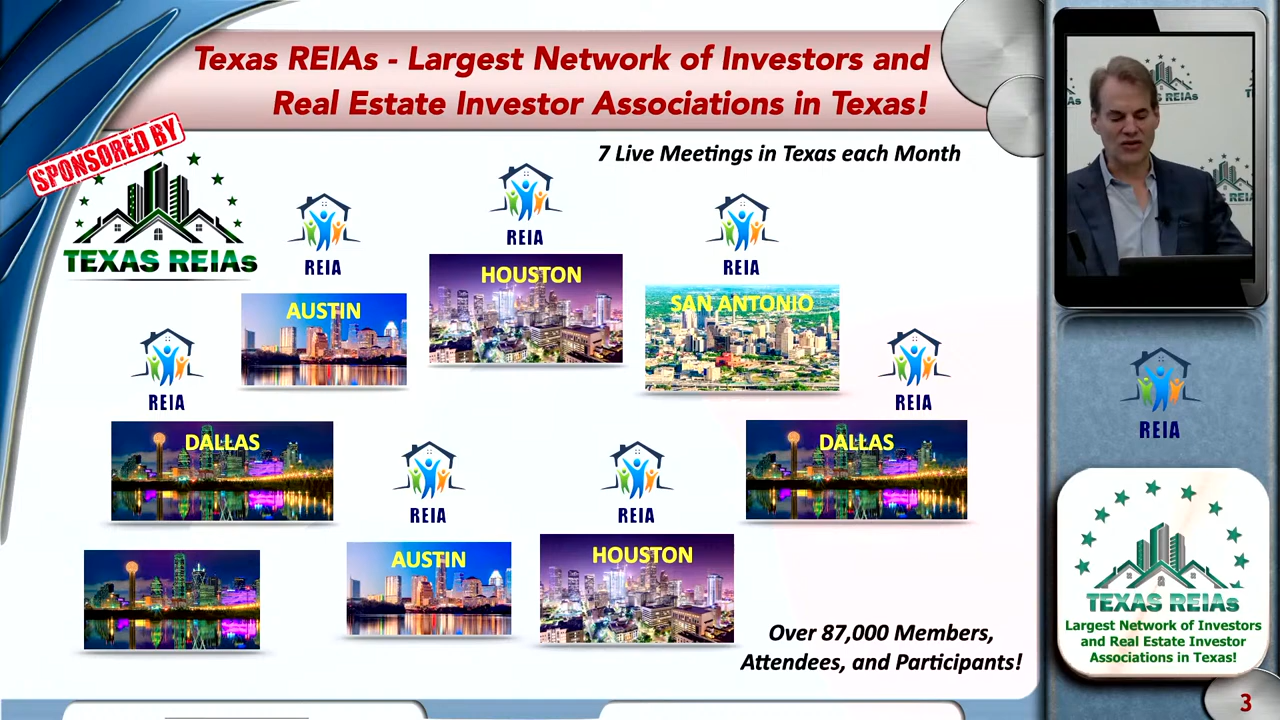 Texas REIAs - Largest Network of Investors and
Real Estate Investor Associations in Texas!
SPONSORED BY
TEXAS REIAs
7 Live Meetings in Texas each Month
REIA
AUSTIN
REIA
HOUSTON
REIA
SAN ANTONIO
REIA
DALLAS
REIA
DALLAS
REIA
AUSTIN
REIA
HOUSTON
Over 87,000 Members,
Attendees, and Participants!
TEXAS REIAs
REIA
TEXAS REIAs
Largest Network of Investors
and Real Estate Investor
Associations in Texas!
3